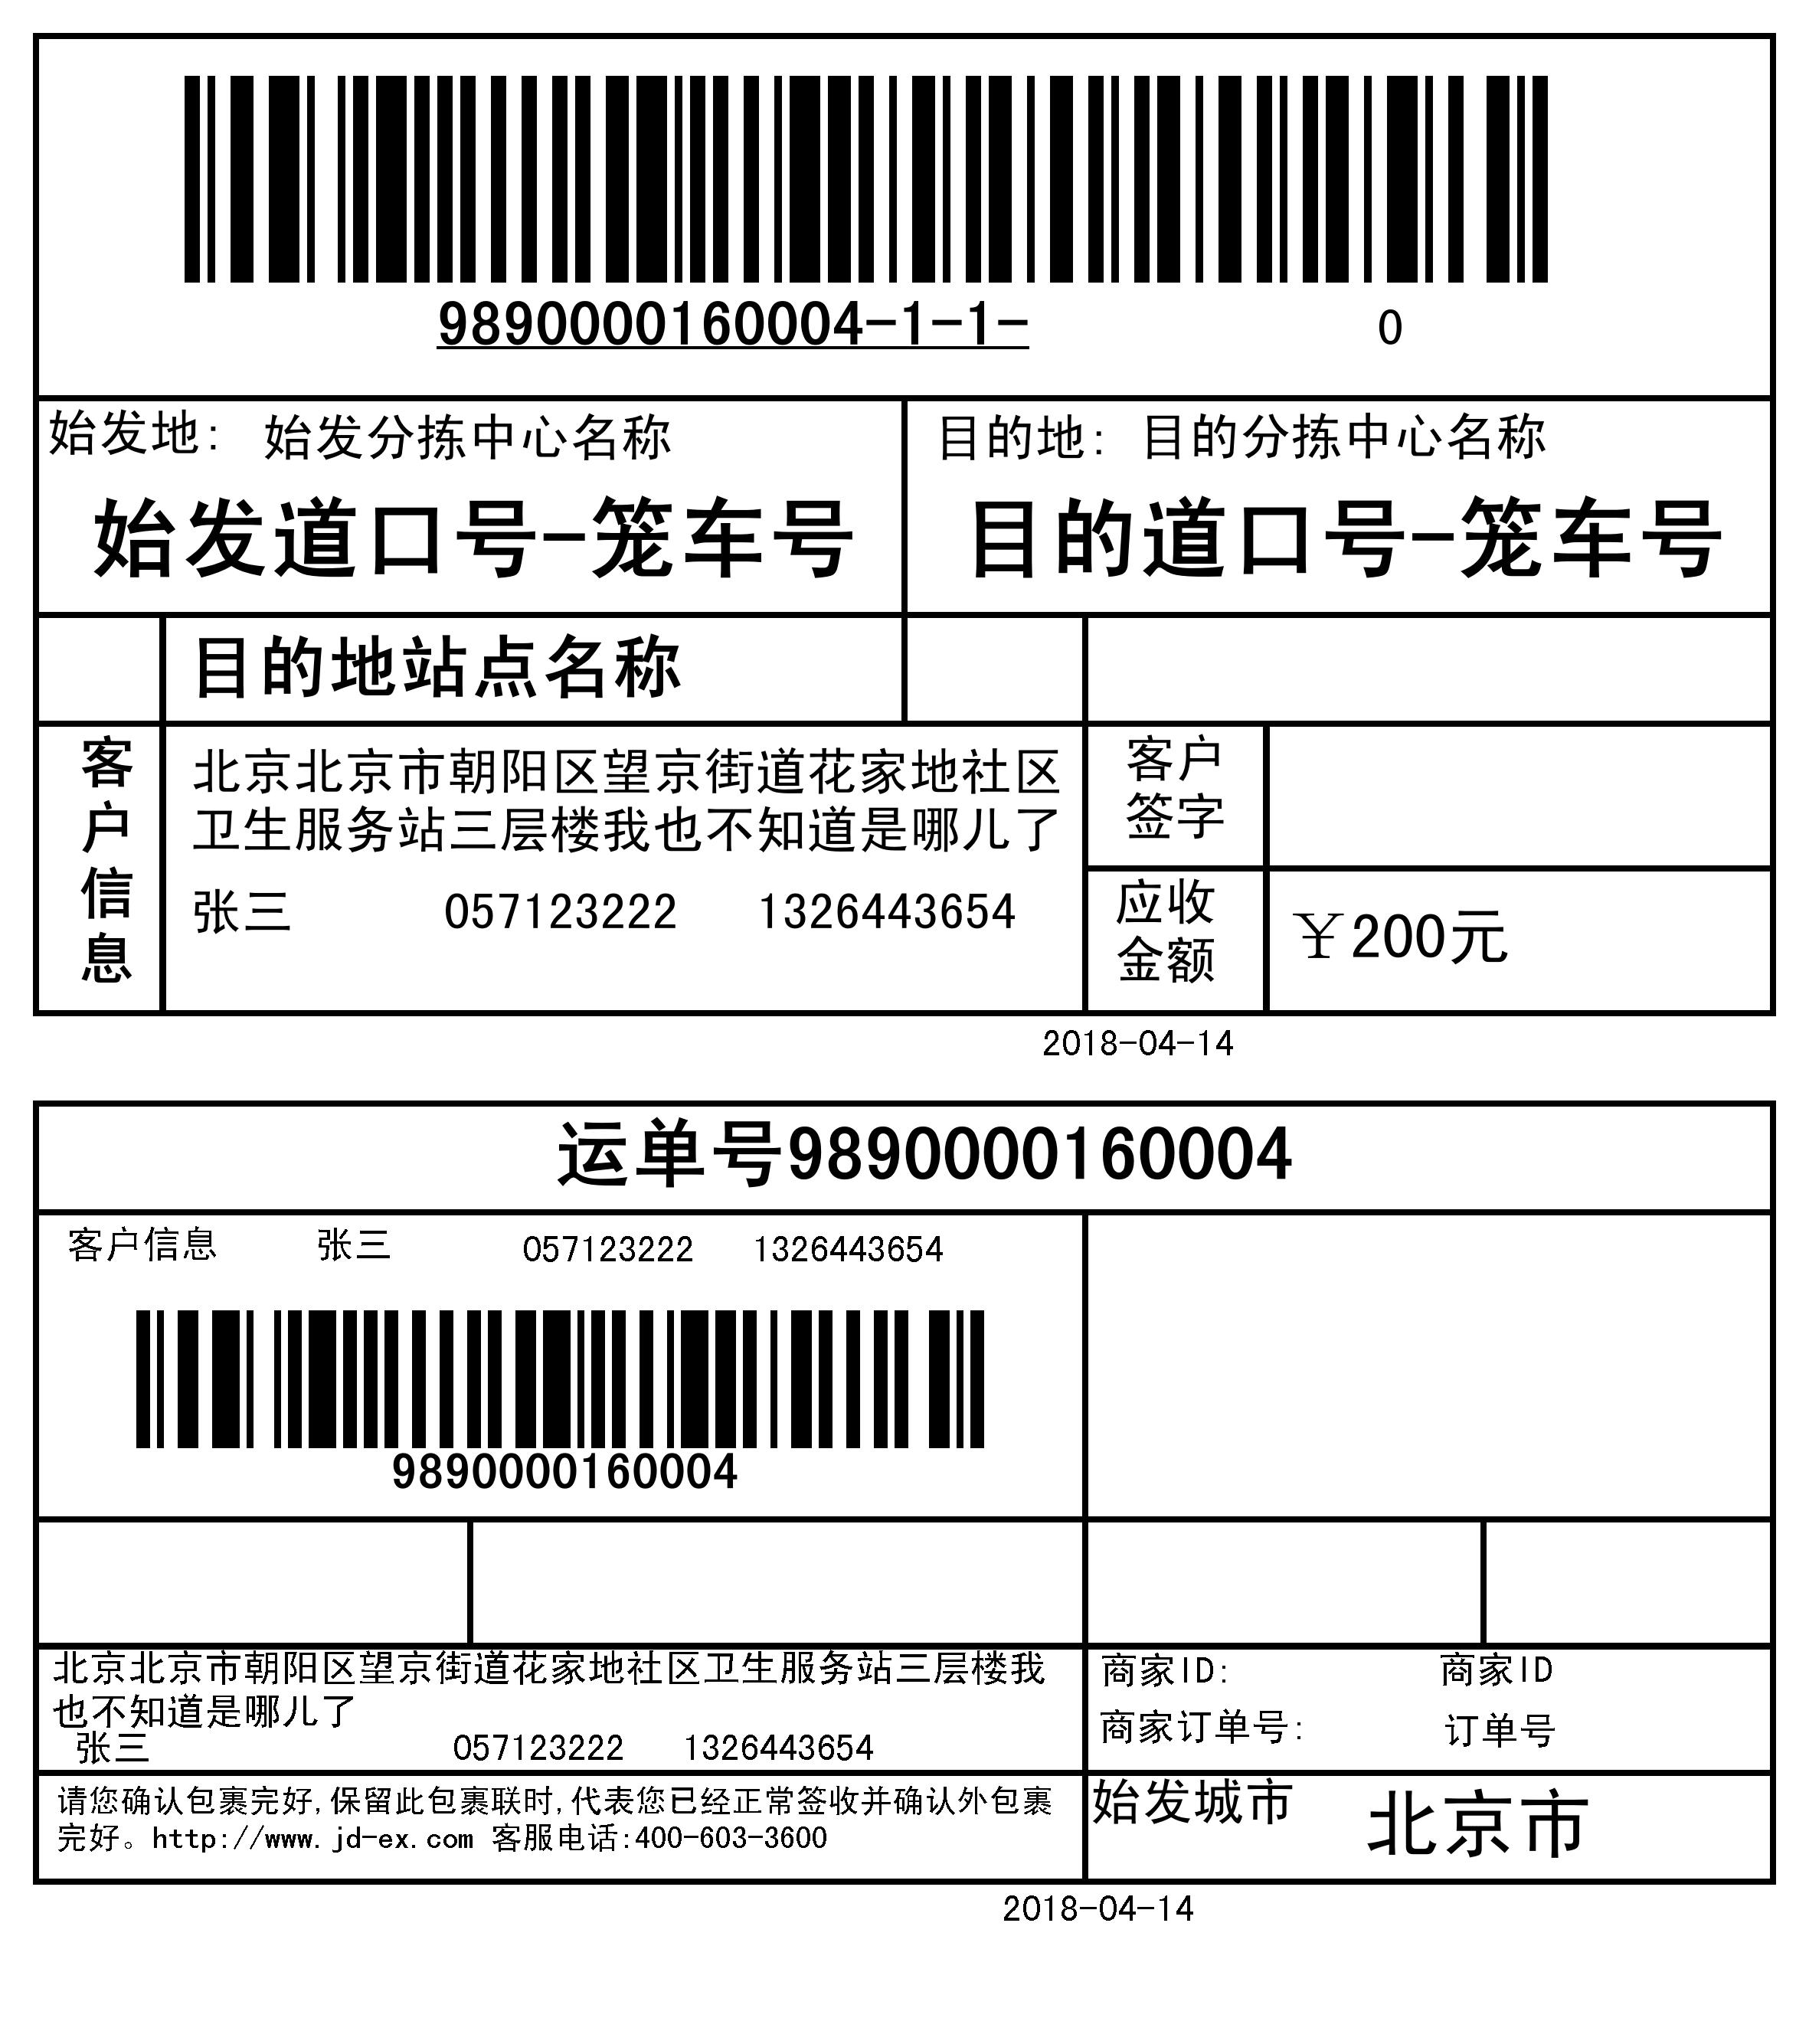 9890000160004-1-1- 0
始发地: 始发分拣中心名称
目的地: 目的分拣中心名称
始发道口号-笼车号
目的道口号-笼车号
目的地站点名称
客户信息
北京北京市朝阳区望京街道花家地社区
卫生服务站三层楼我也不知道是哪儿了
张三 057123222 1326443654
客户
签字
应收
金额
￥200元
2018-04-14
运单号9890000160004
客户信息 张三 057123222 1326443654
9890000160004
北京北京市朝阳区望京街道花家地社区卫生服务站三层楼我
也不知道是哪儿了
张三 057123222 1326443654
商家ID: 商家ID
商家订单号: 订单号
请您确认包裹完好,保留此包裹联时,代表您已经正常签收并确认外包裹
完好。http://www.jd-ex.com 客服电话:400-603-3600
始发城市 北京市
2018-04-14